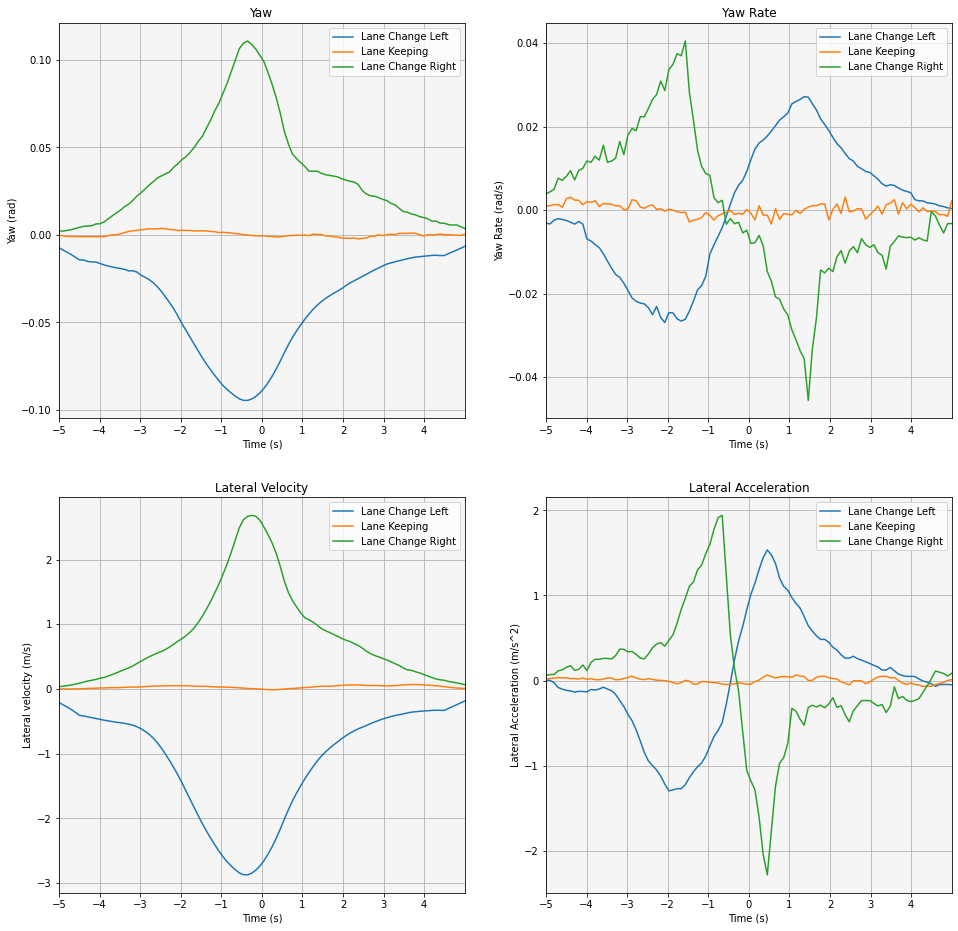 Yaw
Yaw (rad)
0.10
0.05
0.00
−0.05
−0.10
Lane Change Left
Lane Keeping
Lane Change Right
−5 −4 −3 −2 −1 0 1 2 3 4
Time (s)
Yaw Rate
Yaw Rate (rad/s)
0.04
0.02
0.00
−0.02
−0.04
Lane Change Left
Lane Keeping
Lane Change Right
−5 −4 −3 −2 −1 0 1 2 3 4
Time (s)
Lateral Velocity
Lateral velocity (m/s)
2
1
0
−1
−2
−3
Lane Change Left
Lane Keeping
Lane Change Right
−5 −4 −3 −2 −1 0 1 2 3 4
Time (s)
Lateral Acceleration
Lateral Acceleration (m/s^2)
2
1
0
−1
−2
Lane Change Left
Lane Keeping
Lane Change Right
−5 −4 −3 −2 −1 0 1 2 3 4
Time (s)